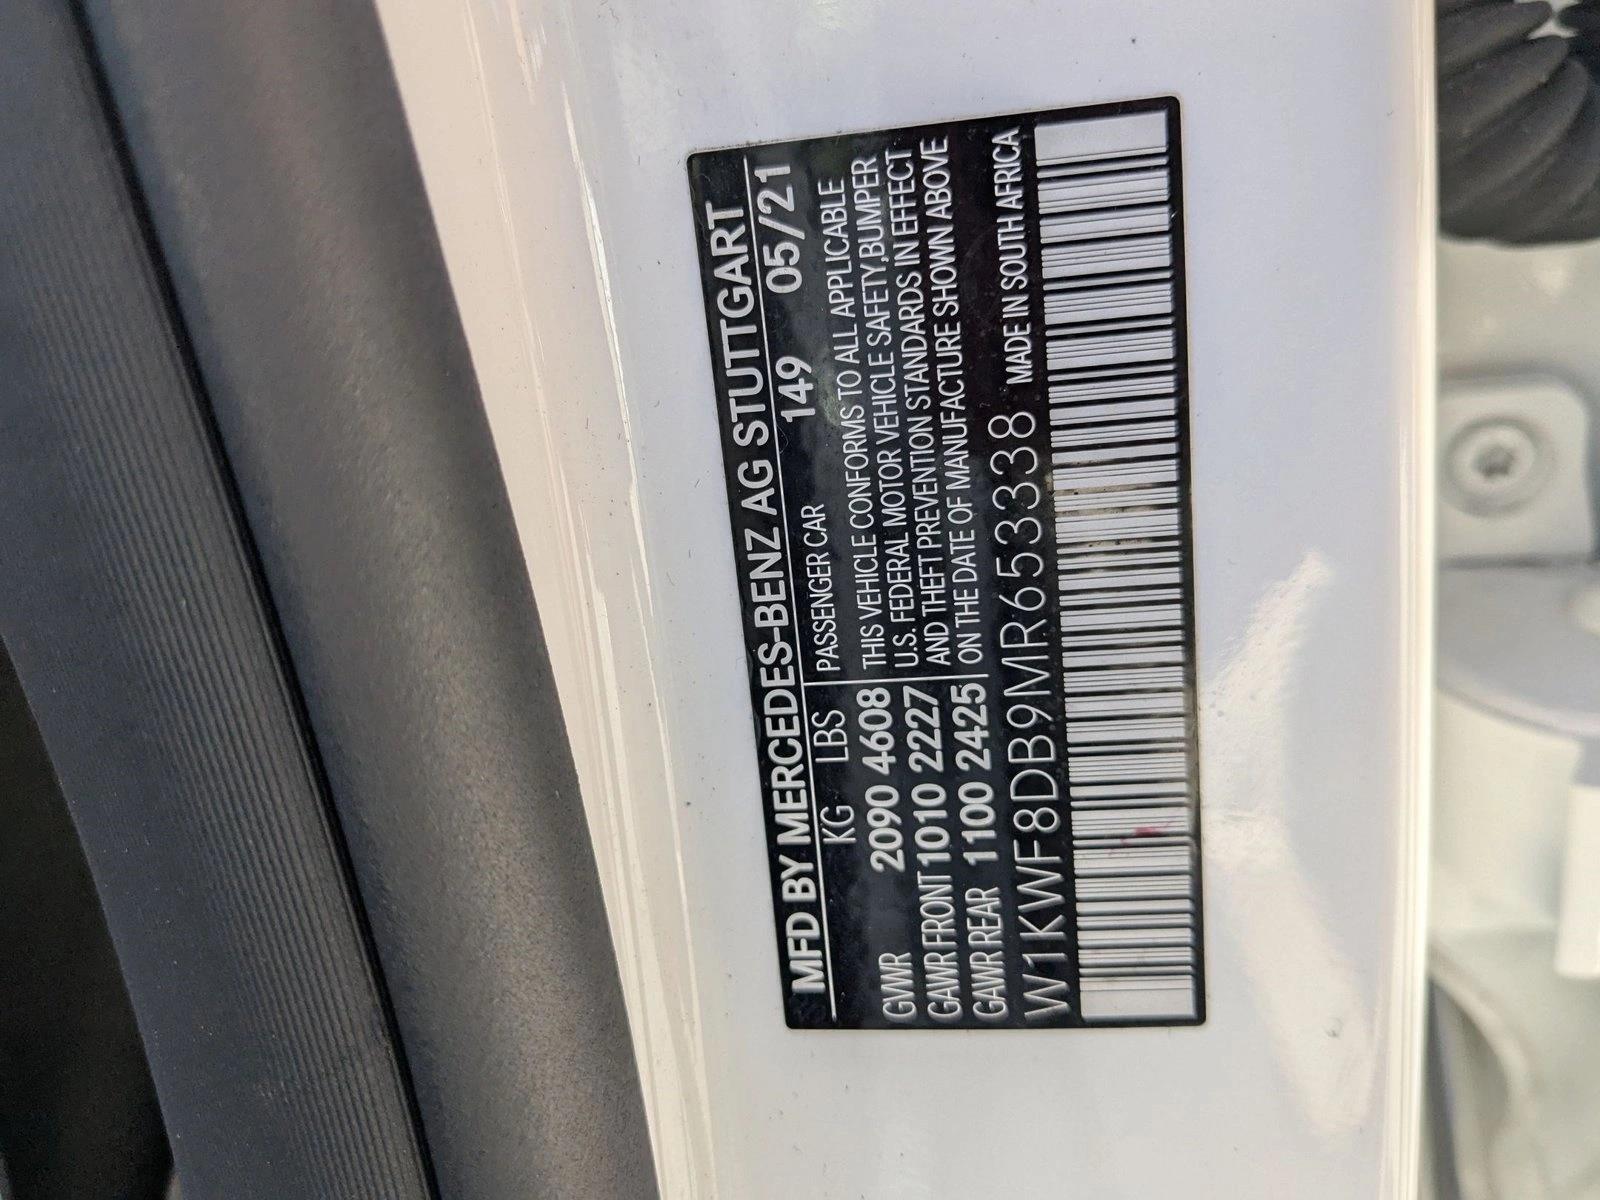 MFD BY MERCEDES-BENZ AG STUTTGART
KG LBS PASSENGER CAR 149 05/21
GVWR 2090 4608 THIS VEHICLE CONFORMS TO ALL APPLICABLE
GAWR FRONT 1010 2227 U.S. FEDERAL MOTOR VEHICLE SAFETY,BUMPER
GAWR REAR 1100 2425 AND THEFT PREVENTION STANDARDS IN EFFECT
ON THE DATE OF MANUFACTURE SHOWN ABOVE
W1KWF8DB9MR653338 MADE IN SOUTH AFRICA